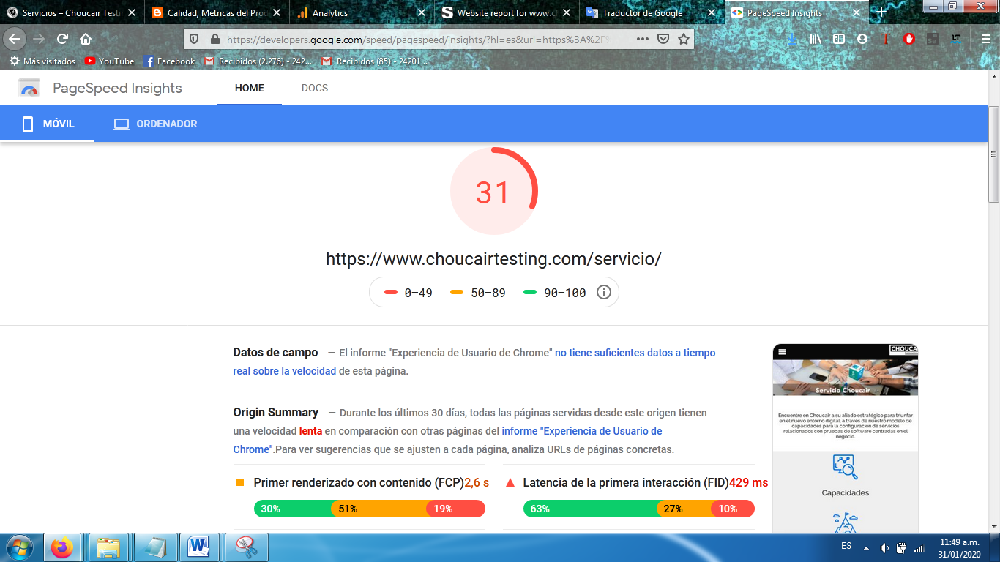 Servicios – Choucair Testi
Calidad, Métricas del Pro
Analytics
Website report for www.c
Traductor de Google
PageSpeed Insights
https://developers.google.com/speed/pagespeed/insights/?hl=es&url=https%3A%2F
Más visitados
YouTube
Facebook
Recibidos (2.276) - 242...
Recibidos (85) - 24201...
PageSpeed Insights
HOME
DOCS
MÓVIL
ORDENADOR
31
https://www.choucairtesting.com/servicio/
0–49
50–89
90–100
Datos de campo — El informe "Experiencia de Usuario de Chrome" no tiene suficientes datos a tiempo
real sobre la velocidad de esta página.
Origin Summary — Durante los últimos 30 días, todas las páginas servidas desde este origen tienen
una velocidad lenta en comparación con otras páginas del informe "Experiencia de Usuario de
Chrome".Para ver sugerencias que se ajusten a cada página, analiza URLs de páginas concretas.
Primer renderizado con contenido (FCP)2,6 s
30%
51%
19%
Latencia de la primera interacción (FID)429 ms
63%
27%
10%
CHOUCA
Servicio Choucair
Encuentre en Choucair a su aliado estratégico para triunfar
en el nuevo entorno digital, a través de nuestro modelo de
capacidades para la configuración de servicios
relacionados con pruebas de software centradas en el
negocio.
Capacidades
ES
11:49 a.m.
31/01/2020